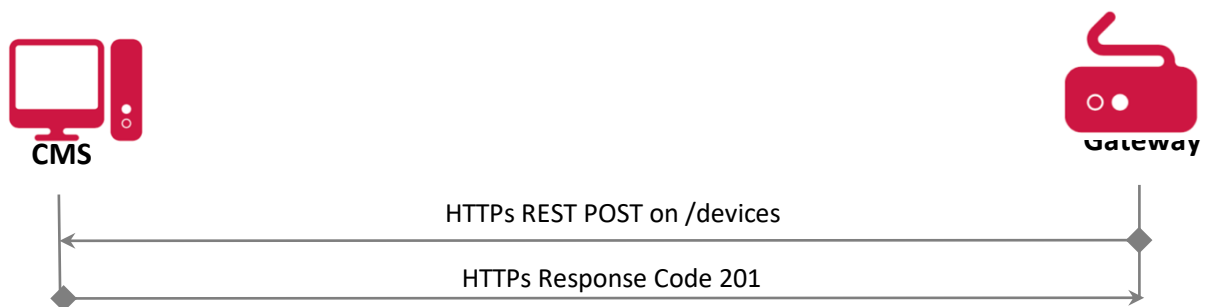 CMS
Gateway
HTTPs REST POST on /devices
HTTPs Response Code 201